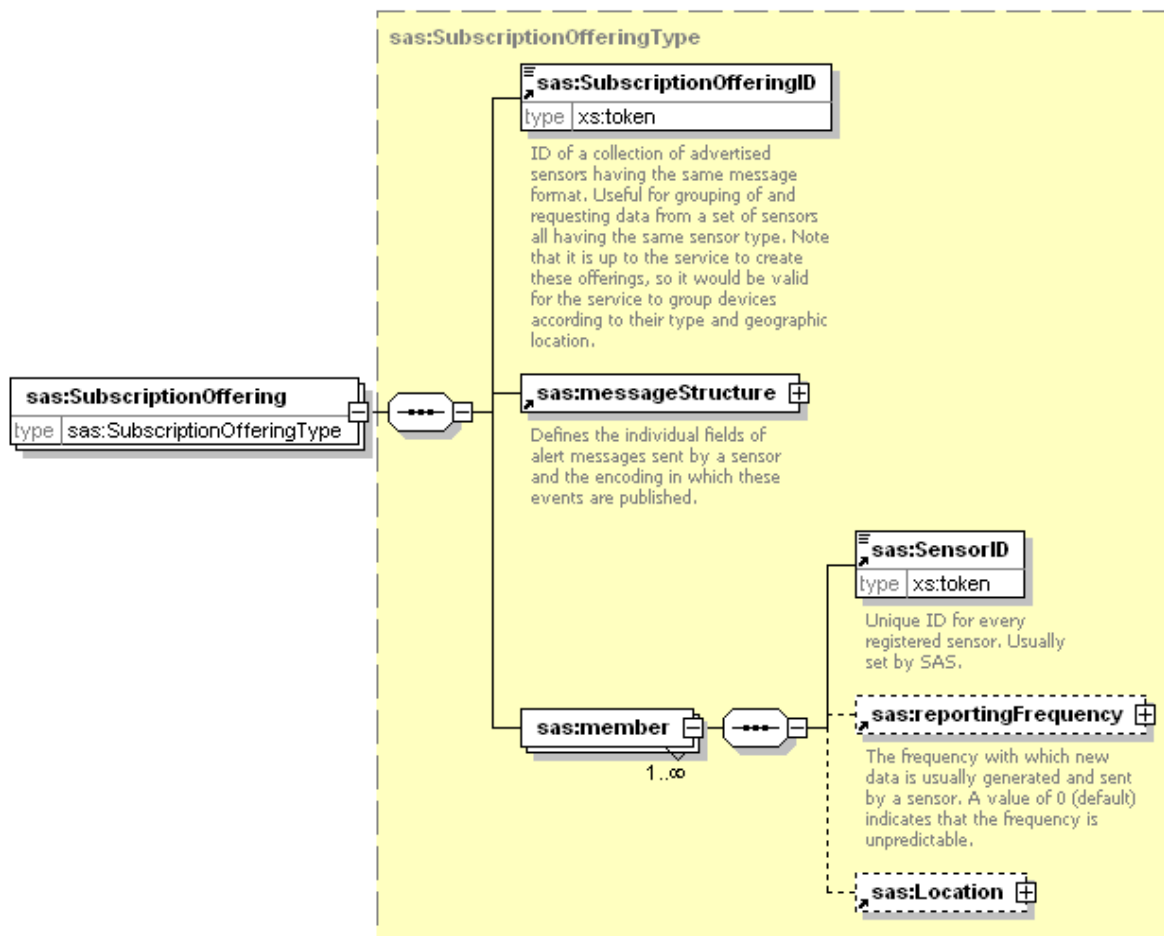 sas:SubscriptionOfferingType
sas:SubscriptionOfferingID
type xs:token
ID of a collection of advertised
sensors having the same message
format. Useful for grouping of and
requesting data from a set of sensors
all having the same sensor type. Note
that it is up to the service to create
these offerings, so it would be valid
for the service to group devices
according to their type and geographic
location.
sas:SubscriptionOffering
type sas:SubscriptionOfferingType
sas:messageStructure
Defines the individual fields of
alert messages sent by a sensor
and the encoding in which these
events are published.
sas:member
1..∞
sas:SensorID
type xs:token
Unique ID for every
registered sensor. Usually
set by SAS.
sas:reportingFrequency
The frequency with which new
data is usually generated and sent
by a sensor. A value of 0 (default)
indicates that the frequency is
unpredictable.
sas:Location